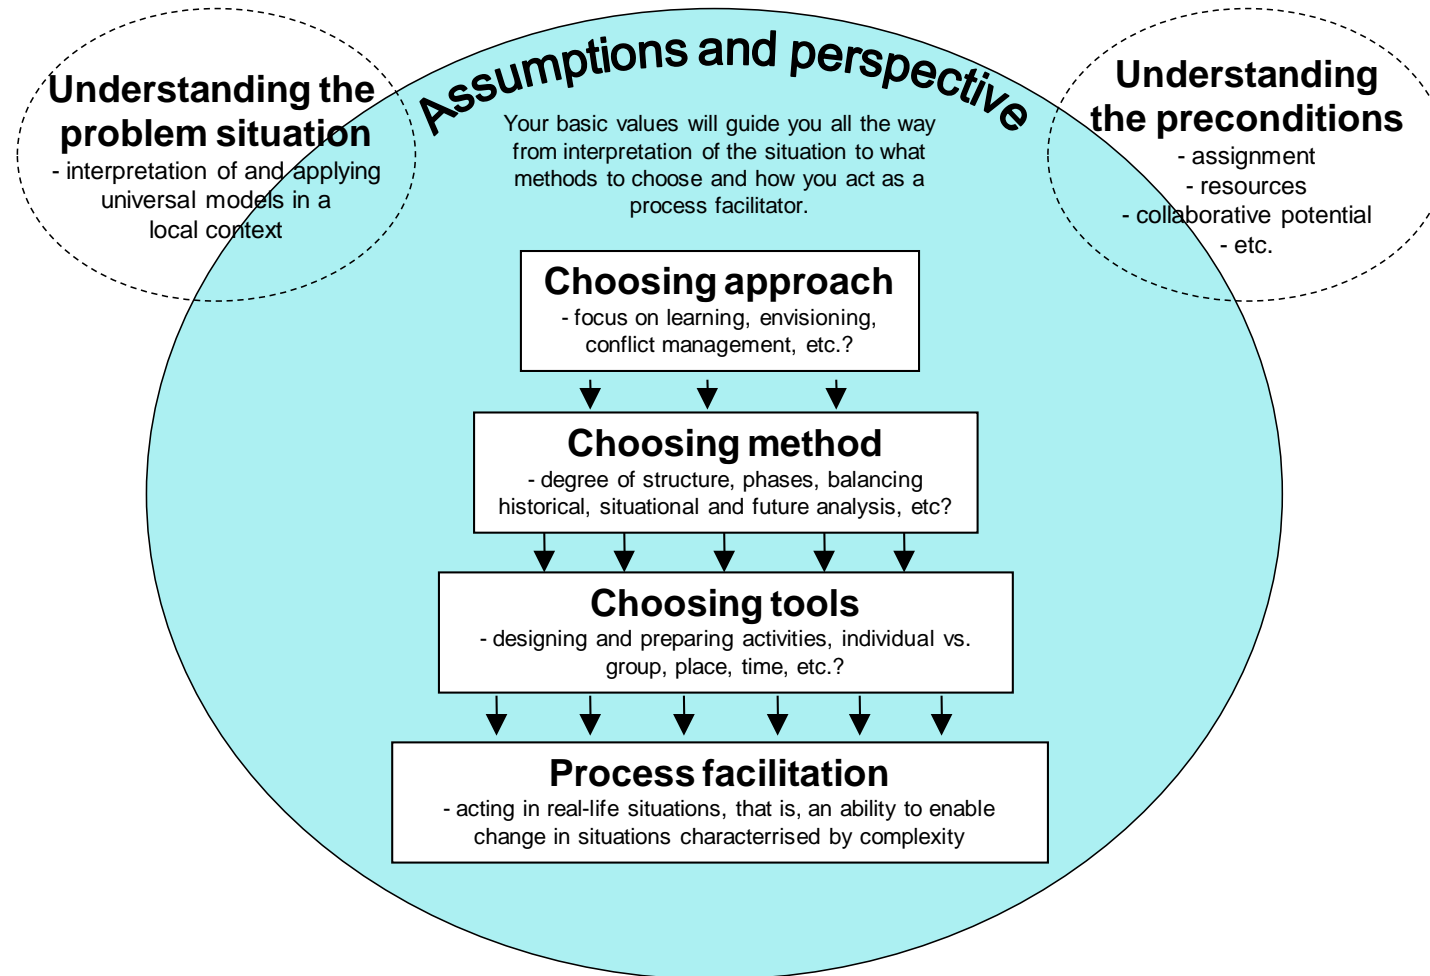 Understanding the
problem situation
- interpretation of and applying
universal models in a
local context
Assumptions and perspective
Your basic values will guide you all the way
from interpretation of the situation to what
methods to choose and how you act as a
process facilitator.
Understanding
the preconditions
- assignment
- resources
- collaborative potential
- etc.
Choosing approach
- focus on learning, envisioning,
conflict management, etc.?
Choosing method
- degree of structure, phases, balancing
historical, situational and future analysis, etc?
Choosing tools
- designing and preparing activities, individual vs.
group, place, time, etc.?
Process facilitation
- acting in real-life situations, that is, an ability to enable
change in situations characterrised by complexity